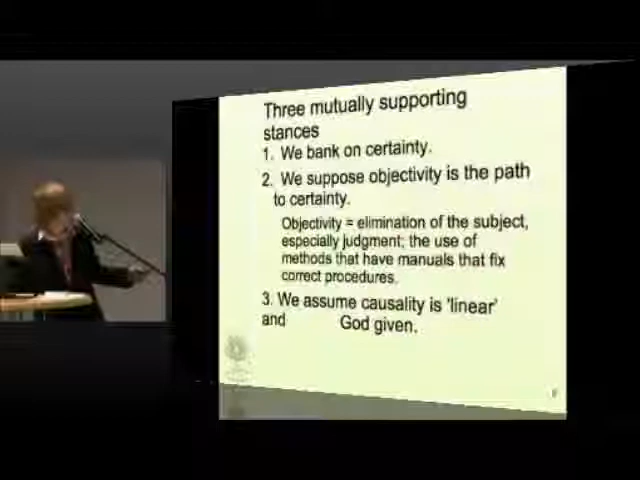 Three mutually supporting
stances
1. We bank on certainty.
2. We suppose objectivity is the path
to certainty.
Objectivity = elimination of the subject,
especially judgment; the use of
methods that have manuals that fix
correct procedures.
3. We assume causality is 'linear'
and God given.